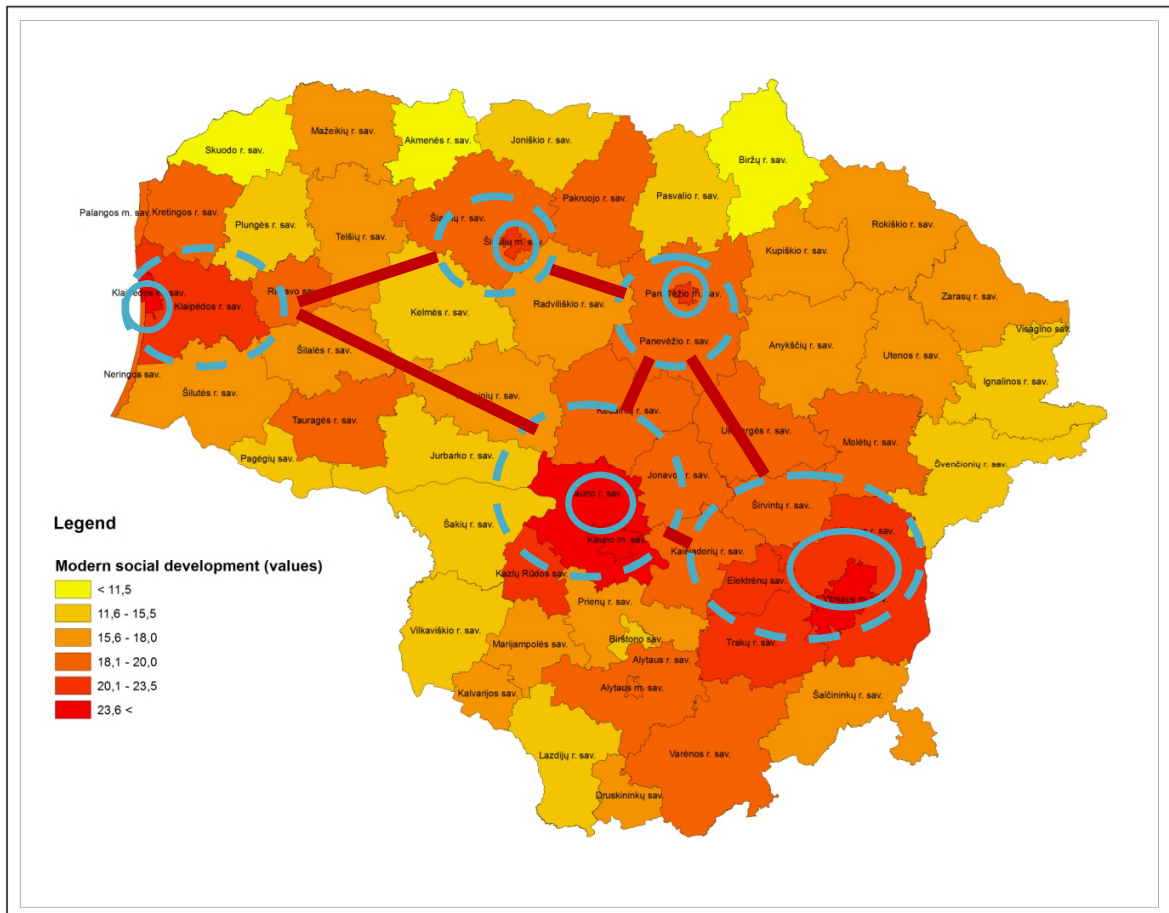 Mažeikių r. sav.
Akmenės r. sav.
Joniškio r. sav.
Skuodo r. sav.
Biržų r. sav.
Pakruojo r. sav.
Pasvalio r. sav.
Palangos m. sav.
Kretingos r. sav.
Plungės r. sav.
Telšių r. sav.
Rokiškio r. sav.
Kupiškio r. sav.
Klaipėdos r. sav.
Panevėžio m. sav.
Radviliškio r. sav.
Zarasų r. sav.
Kelmės r. sav.
Visagino sav.
Panevėžio r. sav.
Anykščių r. sav.
Utenos r. sav.
Šilalės r. sav.
Neringos sav.
Šilutės r. sav.
Ignalinos r. sav.
Tauragės r. sav.
Molėtų r. sav.
Pagėgių sav.
Jurbarko r. sav.
Švenčionių r. sav.
Širvintų r. sav.
Šakių r. sav.
Kauno m. sav.
Kazlų Rūdos sav.
Elektrėnų sav.
Prienų r. sav.
Vilkaviškio r. sav.
Marijampolės sav.
Birštono sav.
Trakų r. sav.
Alytaus r. sav.
Kalvarijos sav.
Alytaus m. sav.
Šalčininkų r. sav.
Lazdijų r. sav.
Varėnos r. sav.
Druskininkų sav.
Legend
Modern social development (values)
< 11,5
11,6 - 15,5
15,6 - 18,0
18,1 - 20,0
20,1 - 23,5
23,6 <